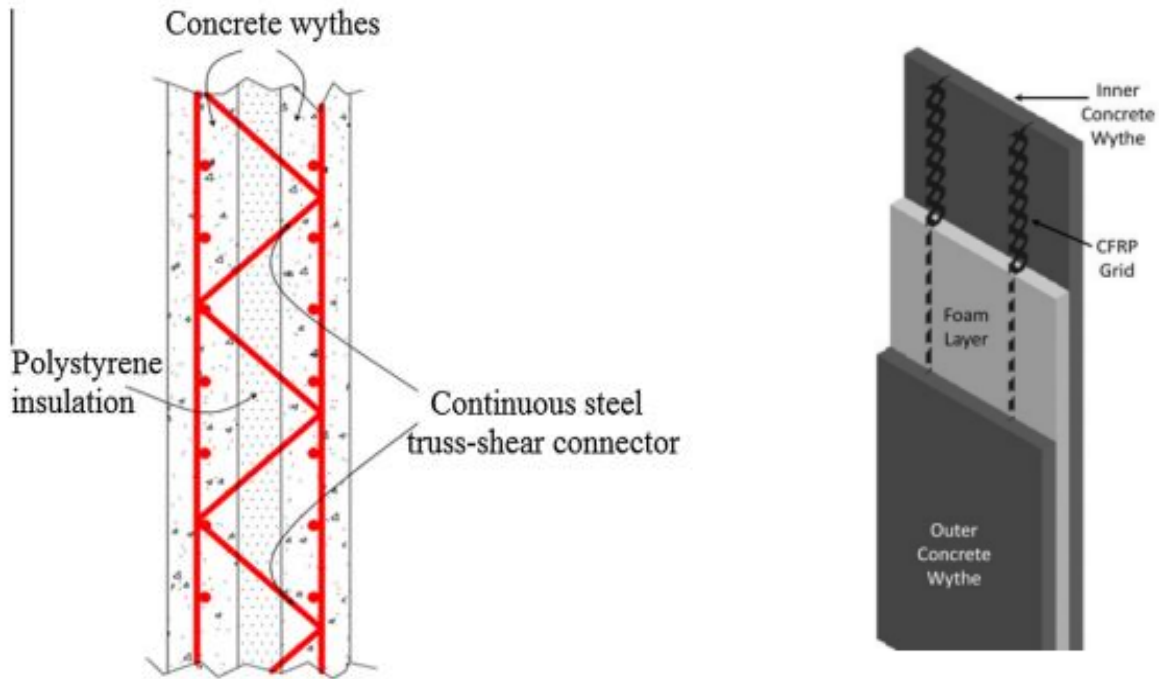 Concrete wythes
Polystyrene
insulation
Continuous steel
truss-shear connector
Inner
Concrete
Wythe
CFRP
Grid
Foam
Layer
Outer
Concrete
Wythe